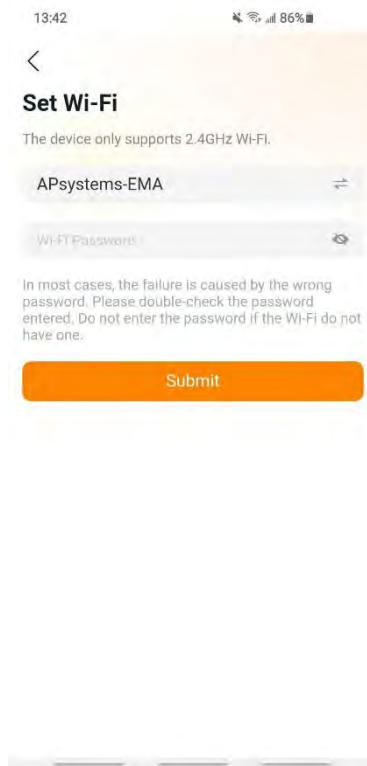 13:42 86%
Set Wi-Fi
The device only supports 2.4GHz Wi-Fi.
APsystems-EMA
Wi-Fi Password
In most cases, the failure is caused by the wrong
password. Please double-check the password
entered. Do not enter the password if the Wi-Fi do not
have one.
Submit